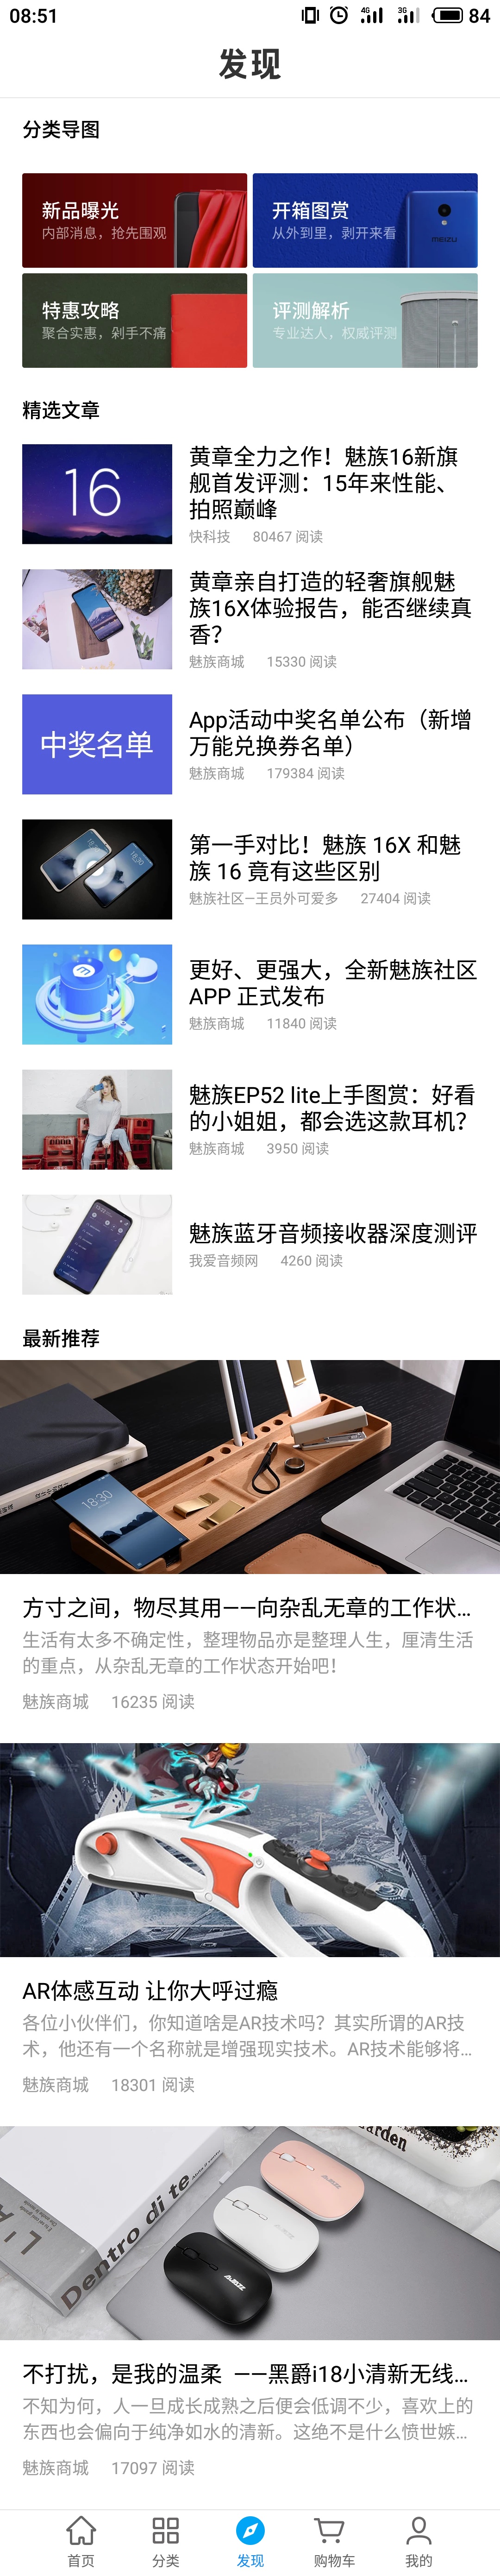 08:51
4G
3G
84
发现
分类导图
新品曝光
内部消息，抢先围观
开箱图赏
从外到里，剥开来看
MEIZU
特惠攻略
聚合实惠，剁手不痛
评测解析
专业达人，权威评测
精选文章
16
黄章全力之作！魅族16新旗
舰首发评测：15年来性能、
拍照巅峰
快科技 80467 阅读
黄章亲自打造的轻奢旗舰魅
族16X体验报告，能否继续真
香？
魅族商城 15330 阅读
中奖名单
App活动中奖名单公布（新增
万能兑换券名单）
魅族商城 179384 阅读
18:30
第一手对比！魅族 16X 和魅
族 16 竟有这些区别
魅族社区—王员外可爱多 27404 阅读
更好、更强大，全新魅族社区
APP 正式发布
魅族商城 11840 阅读
魅族EP52 lite上手图赏：好看
的小姐姐，都会选这款耳机？
魅族商城 3950 阅读
魅族蓝牙音频接收器深度测评
我爱音频网 4260 阅读
最新推荐
18:30
方寸之间，物尽其用——向杂乱无章的工作状...
生活有太多不确定性，整理物品亦是整理人生，厘清生活
的重点，从杂乱无章的工作状态开始吧！
魅族商城 16235 阅读
AR体感互动 让你大呼过瘾
各位小伙伴们，你知道啥是AR技术吗？其实所谓的AR技
术，他还有一个名称就是增强现实技术。AR技术能够将...
魅族商城 18301 阅读
arden
Dentro di te
AJAZZ
不打扰，是我的温柔 ——黑爵i18小清新无线...
不知为何，人一旦成长成熟之后便会低调不少，喜欢上的
东西也会偏向于纯净如水的清新。这绝不是什么愤世嫉...
魅族商城 17097 阅读
首页
分类
发现
购物车
我的